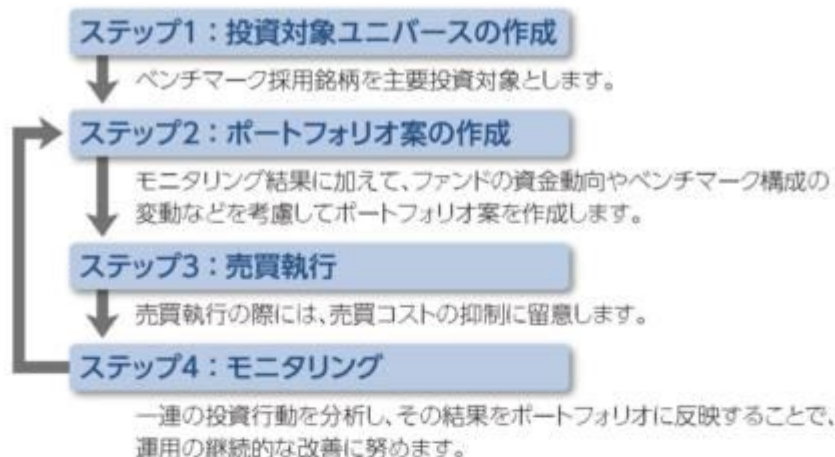 ステップ1：投資対象ユニバースの作成
ベンチマーク採用銘柄を主要投資対象とします。
ステップ2：ポートフォリオ案の作成
モニタリング結果に加えて、ファンドの資金動向やベンチマーク構成の
変動などを考慮してポートフォリオ案を作成します。
ステップ3：売買執行
売買執行の際には、売買コストの抑制に留意します。
ステップ4：モニタリング
一連の投資行動を分析し、その結果をポートフォリオに反映することで、
運用の継続的な改善に努めます。